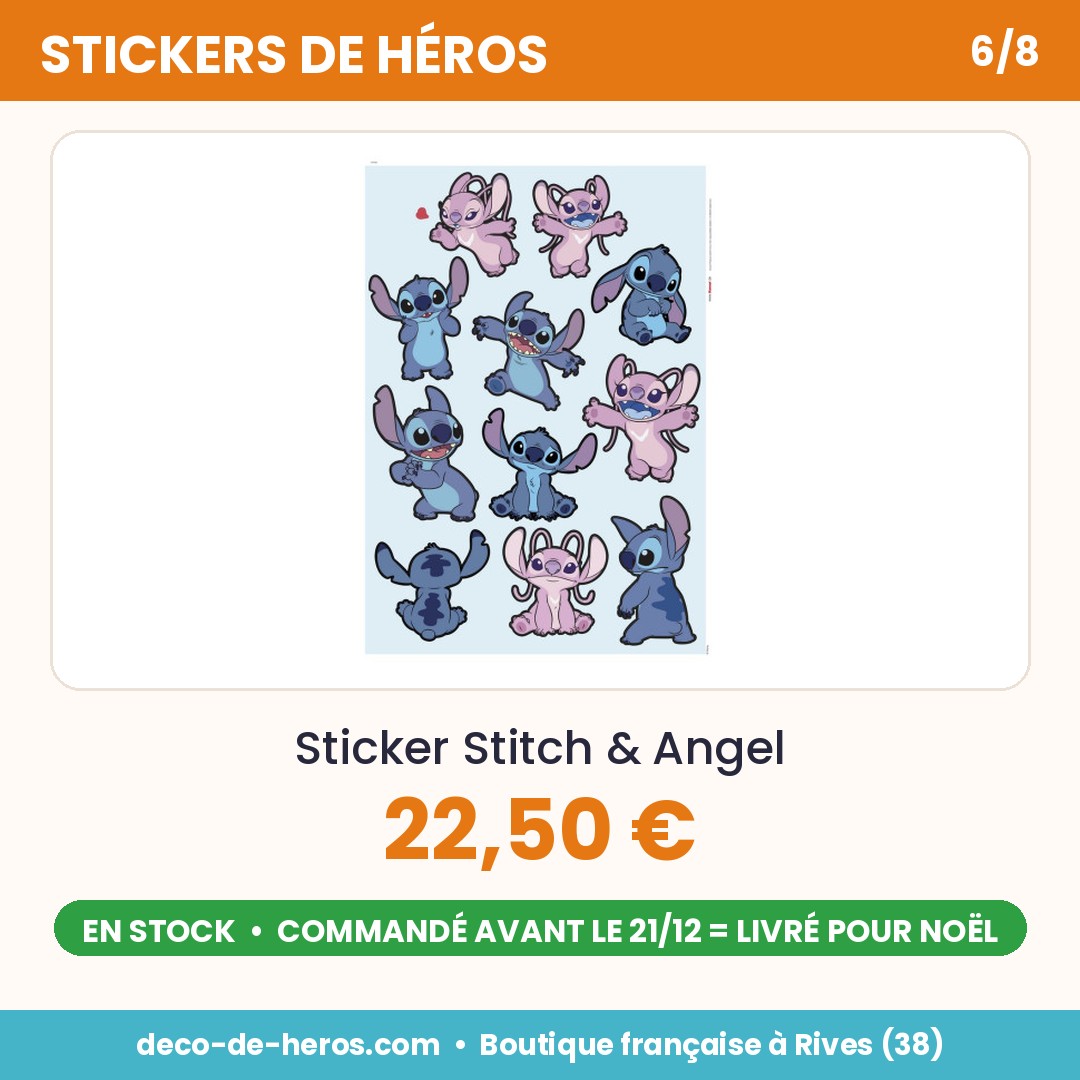 STICKERS DE HÉROS
6/8
Sticker Stitch & Angel
22,50 €
EN STOCK • COMMANDÉ AVANT LE 21/12 = LIVRÉ POUR NOËL
deco-de-heros.com • Boutique française à Rives (38)